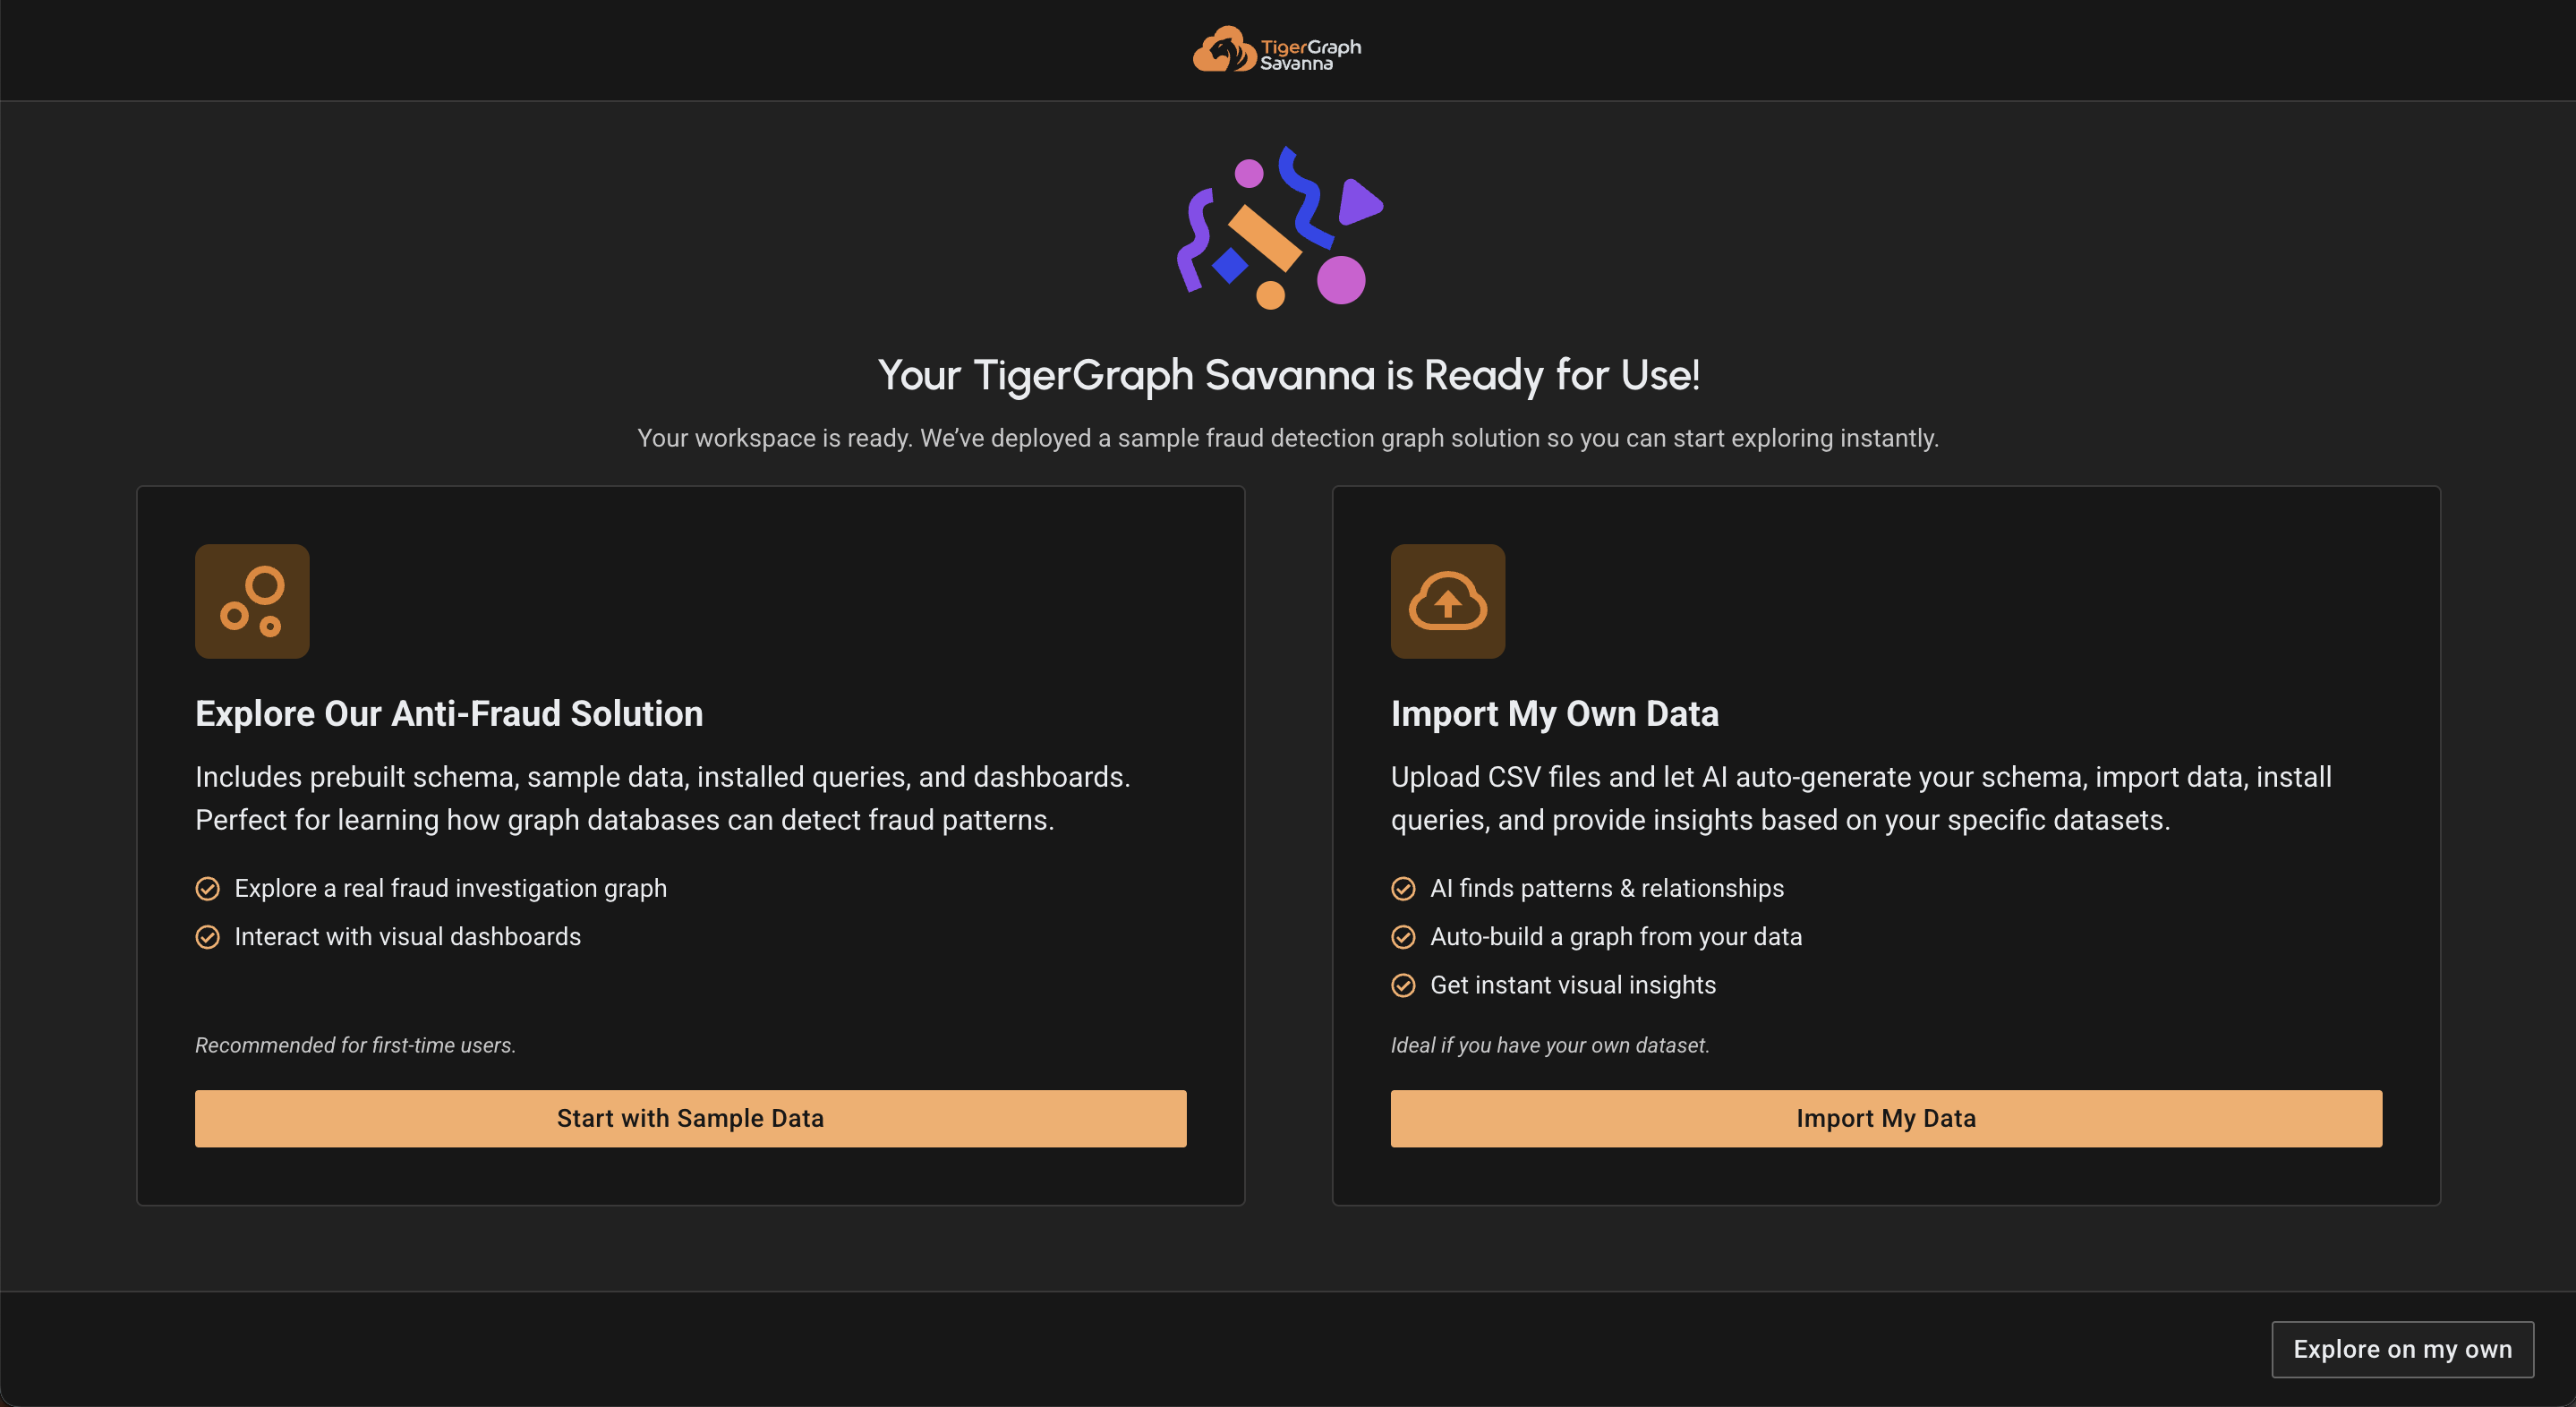 TigerGraph
Savanna
Your TigerGraph Savanna is Ready for Use!
Your workspace is ready. We’ve deployed a sample fraud detection graph solution so you can start exploring instantly.
Explore Our Anti-Fraud Solution
Includes prebuilt schema, sample data, installed queries, and dashboards.
Perfect for learning how graph databases can detect fraud patterns.
Explore a real fraud investigation graph
Interact with visual dashboards
Recommended for first-time users.
Start with Sample Data
Import My Own Data
Upload CSV files and let AI auto-generate your schema, import data, install
queries, and provide insights based on your specific datasets.
AI finds patterns & relationships
Auto-build a graph from your data
Get instant visual insights
Ideal if you have your own dataset.
Import My Data
Explore on my own